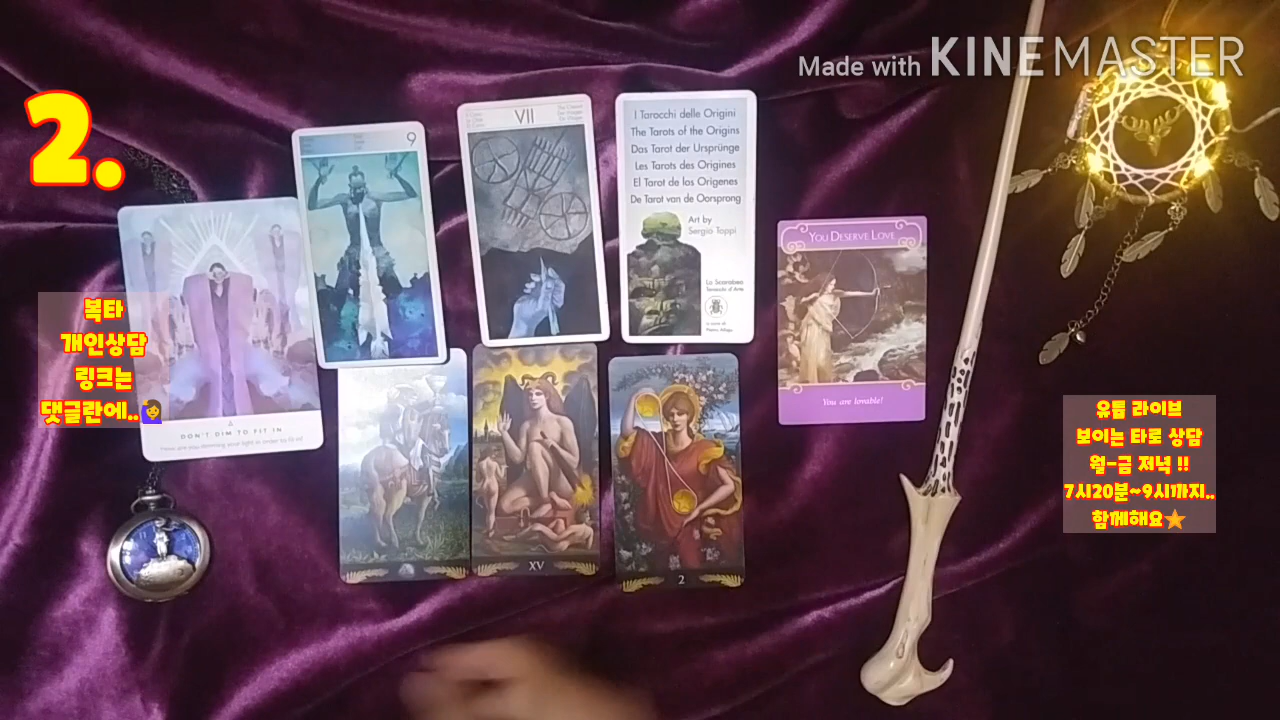 Made with KINEMASTER
2.
9
VII
I Tarocchi delle Origini
The Tarots of the Origins
Das Tarot der Ursprünge
Les Tarots des Origines
El Tarot de los Origenes
De Tarot van de Oorsprong
Art by
Sergio Toppi
Lo Scarabeo
YOU DESERVE LOVE
You are lovable!
복타
개인상담
링크는
댓글란에..🙋‍♀️
DON'T DIM TO FIT IN
XV
2
유튭 라이브
보이는 타로 상담
월-금 저녁 !!
7시20분~9시까지..
함께해요⭐